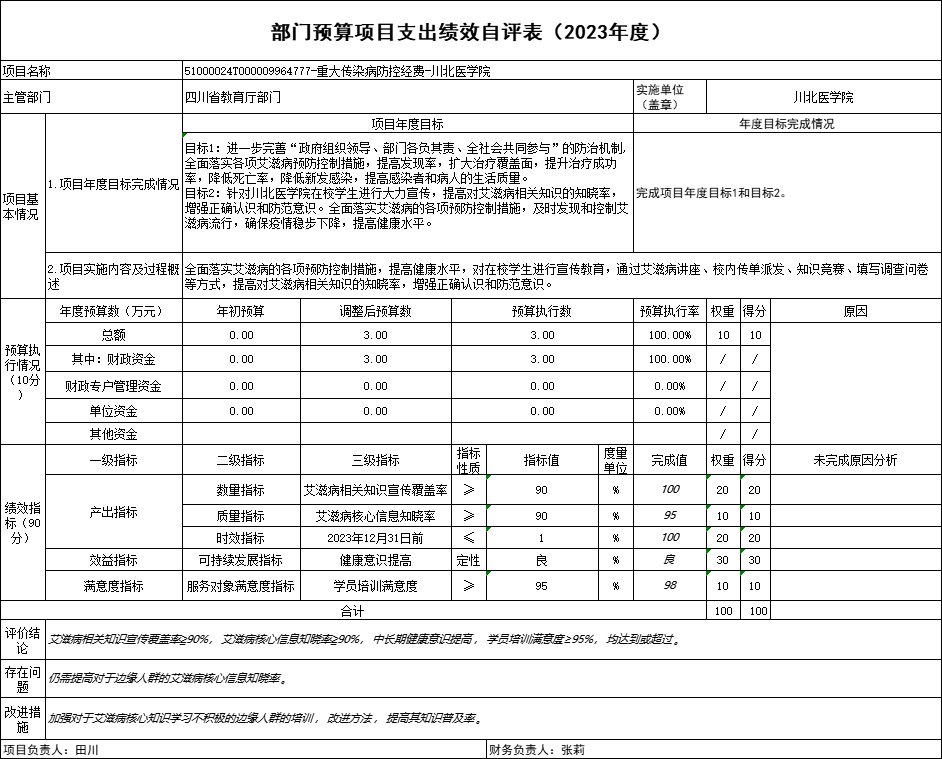 部门预算项目支出绩效自评表（2023年度）
项目名称 51000024T000009964777-重大传染病防控经费-川北医学院
主管部门 四川省教育厅部门 实施单位（盖章） 川北医学院
项目基本情况
项目年度目标 年度目标完成情况
1.项目年度目标完成情况
目标1：进一步完善“政府组织领导、部门各负其责、全社会共同参与”的防治机制,
全面落实各项艾滋病预防控制措施，提高发现率，扩大治疗覆盖面，提升治疗成功
率，降低死亡率，降低新发感染，提高感染者和病人的生活质量。
目标2：针对川北医学院在校学生进行大力宣传，提高对艾滋病相关知识的知晓率，
增强正确认识和防范意识。全面落实艾滋病的各项预防控制措施，及时发现和控制艾
滋病流行，确保疫情稳步下降，提高健康水平。
完成项目年度目标1和目标2。
2.项目实施内容及过程概述
全面落实艾滋病的各项预防控制措施，提高健康水平，对在校学生进行宣传教育，通过艾滋病讲座、校内传单派发、知识竞赛、填写调查问卷
等方式，提高对艾滋病相关知识的知晓率，增强正确认识和防范意识。
预算执行情况（10分）
年度预算数（万元） 年初预算 调整后预算数 预算执行数 预算执行率 权重 得分 原因
总额 0.00 3.00 3.00 100.00% 10 10
其中：财政资金 0.00 3.00 3.00 100.00% / /
财政专户管理资金 0.00 0.00 0.00 0.00% / /
单位资金 0.00 0.00 0.00 0.00% / /
其他资金 / /
绩效指标（90分）
一级指标 二级指标 三级指标 指标性质 指标值 度量单位 完成值 权重 得分 未完成原因分析
产出指标 数量指标 艾滋病相关知识宣传覆盖率 ≥ 90 % 100 20 20
质量指标 艾滋病核心信息知晓率 ≥ 90 % 95 10 10
时效指标 2023年12月31日前 ≤ 1 % 100 20 20
效益指标 可持续发展指标 健康意识提高 定性 良 % 良 30 30
满意度指标 服务对象满意度指标 学员培训满意度 ≥ 95 % 98 10 10
合计 100 100
评价结论 艾滋病相关知识宣传覆盖率≥90%，艾滋病核心信息知晓率≥90%，中长期健康意识提高，学员培训满意度≥95%，均达到或超过。
存在问题 仍需提高对于边缘人群的艾滋病核心信息知晓率。
改进措施 加强对于艾滋病核心知识学习不积极的边缘人群的培训，改进方法，提高其知识普及率。
项目负责人：田川 财务负责人：张莉